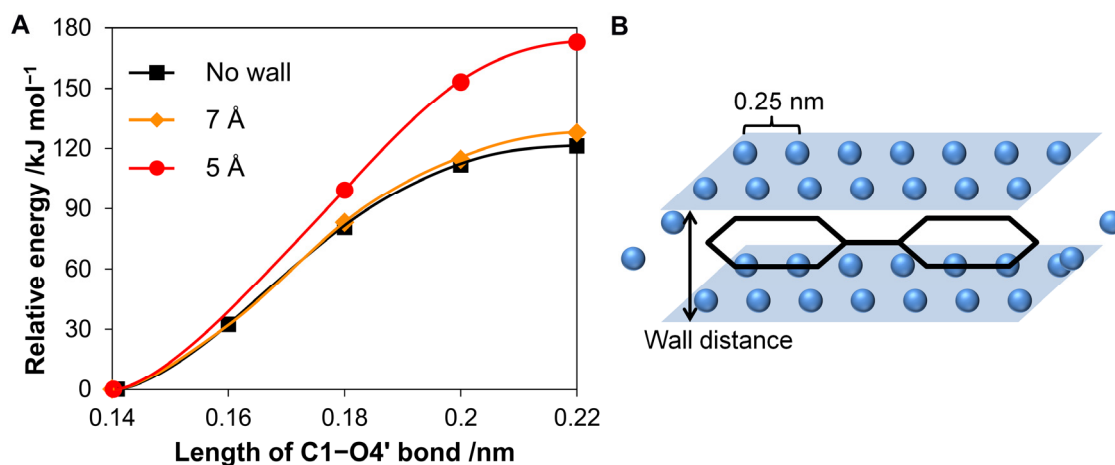 A
180
150
120
90
60
30
0
Relative energy /kJ mol⁻¹
No wall
7 Å
5 Å
0.14
0.16
0.18
0.2
0.22
Length of C1−O4' bond /nm
B
0.25 nm
Wall distance